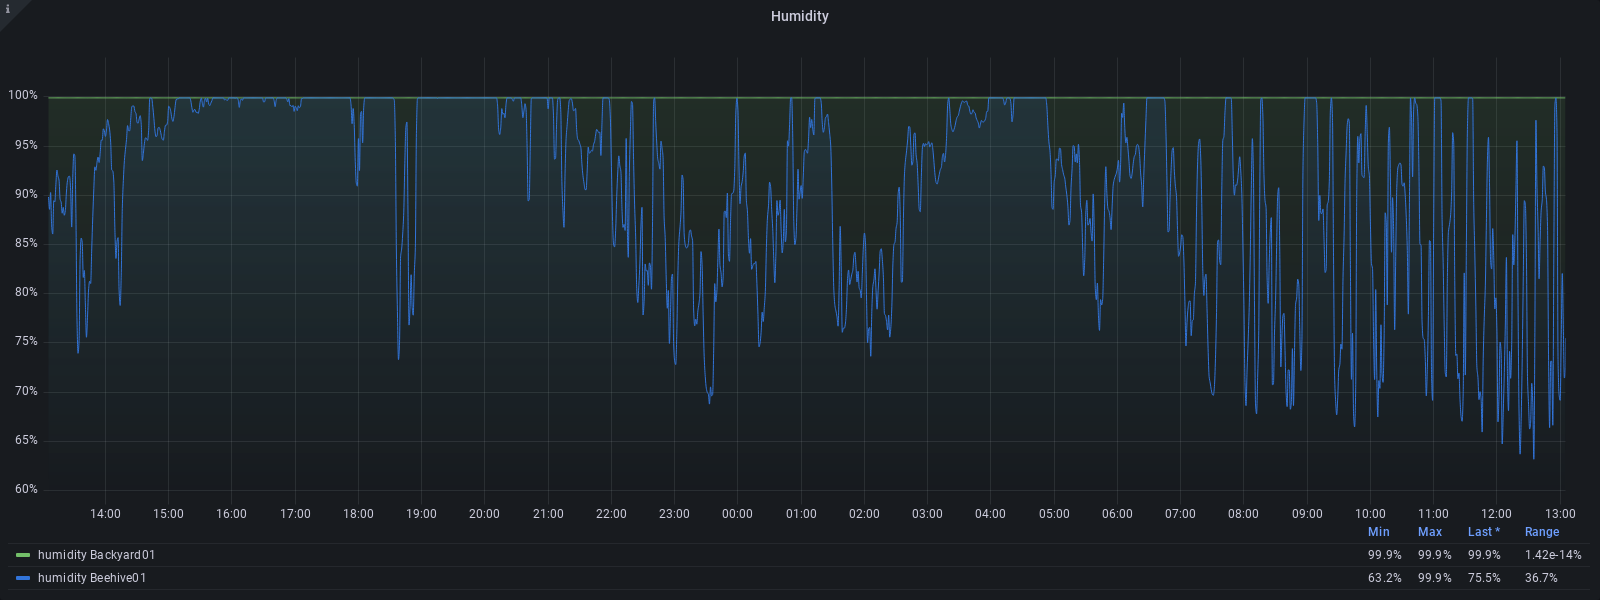 i
Humidity
100%
95%
90%
85%
80%
75%
70%
65%
60%
14:00 15:00 16:00 17:00 18:00 19:00 20:00 21:00 22:00 23:00 00:00 01:00 02:00 03:00 04:00 05:00 06:00 07:00 08:00 09:00 10:00 11:00 12:00 13:00
Min Max Last * Range
humidity Backyard01 99.9% 99.9% 99.9% 1.42e-14%
humidity Beehive01 63.2% 99.9% 75.5% 36.7%